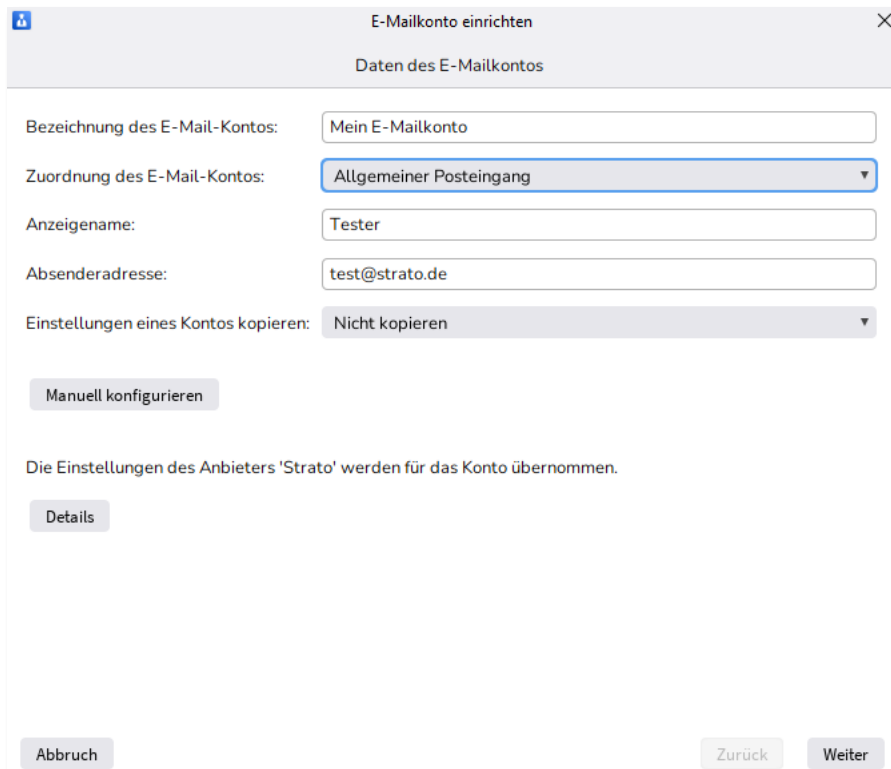 E-Mailkonto einrichten
Daten des E-Mailkontos
Bezeichnung des E-Mail-Kontos: Mein E-Mailkonto
Zuordnung des E-Mail-Kontos: Allgemeiner Posteingang
Anzeigename: Tester
Absenderadresse: test@strato.de
Einstellungen eines Kontos kopieren: Nicht kopieren
Manuell konfigurieren
Die Einstellungen des Anbieters 'Strato' werden für das Konto übernommen.
Details
Abbruch Zurück Weiter